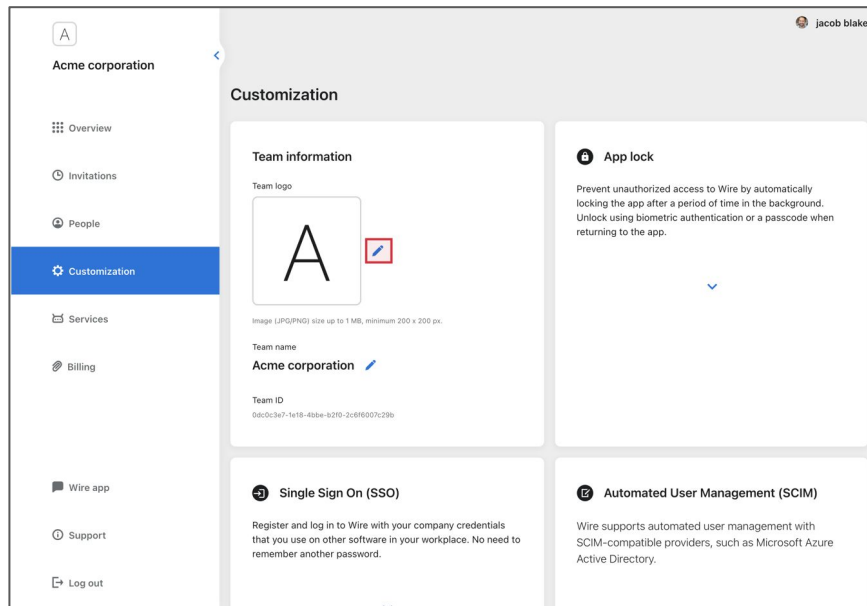 A
jacob blake
Acme corporation
Customization
Overview
Invitations
People
Customization
Services
Billing
Wire app
Support
Log out
Team information
Team logo
A
Image (JPG/PNG) size up to 1 MB, minimum 200 x 200 px.
Team name
Acme corporation
Team ID
0dc0c3e7-1e18-4bbe-b2f0-2c6f6007c29b
App lock
Prevent unauthorized access to Wire by automatically
locking the app after a period of time in the background.
Unlock using biometric authentication or a passcode when
returning to the app.
Single Sign On (SSO)
Register and log in to Wire with your company credentials
that you use on other software in your workplace. No need to
remember another password.
Automated User Management (SCIM)
Wire supports automated user management with
SCIM-compatible providers, such as Microsoft Azure
Active Directory.